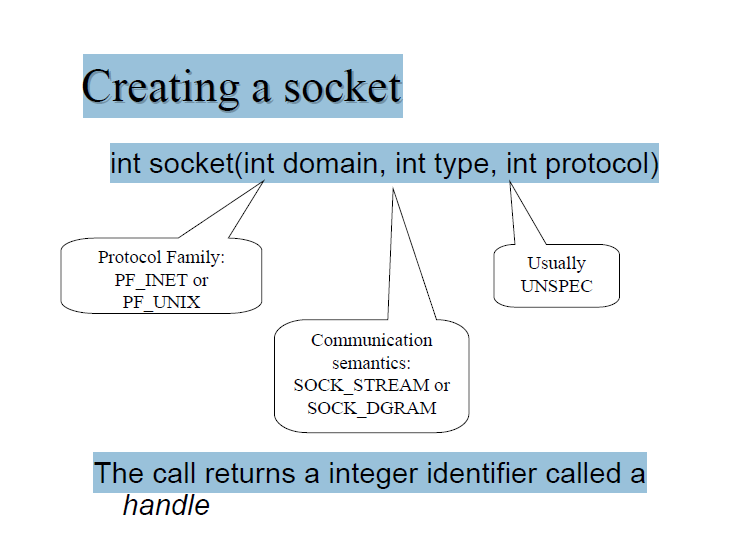 Creating a socket
int socket(int domain, int type, int protocol)
Protocol Family:
PF_INET or
PF_UNIX
Usually
UNSPEC
Communication
semantics:
SOCK_STREAM or
SOCK_DGRAM
The call returns a integer identifier called a
handle